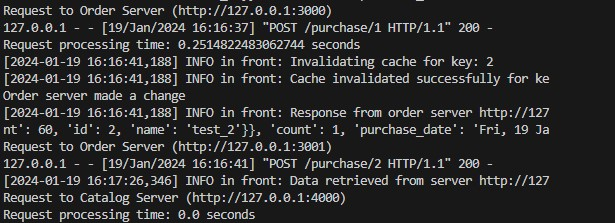 Request to Order Server (http://127.0.0.1:3000)
127.0.0.1 - - [19/Jan/2024 16:16:37] "POST /purchase/1 HTTP/1.1" 200 -
Request processing time: 0.2514822483062744 seconds
[2024-01-19 16:16:41,188] INFO in front: Invalidating cache for key: 2
[2024-01-19 16:16:41,188] INFO in front: Cache invalidated successfully for ke
Order server made a change
[2024-01-19 16:16:41,188] INFO in front: Response from order server http://127
nt': 60, 'id': 2, 'name': 'test_2'}}, 'count': 1, 'purchase_date': 'Fri, 19 Ja
Request to Order Server (http://127.0.0.1:3001)
127.0.0.1 - - [19/Jan/2024 16:16:41] "POST /purchase/2 HTTP/1.1" 200 -
[2024-01-19 16:17:26,346] INFO in front: Data retrieved from server http://127
Request to Catalog Server (http://127.0.0.1:4000)
Request processing time: 0.0 seconds